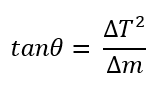 tanθ = ΔT²/Δm